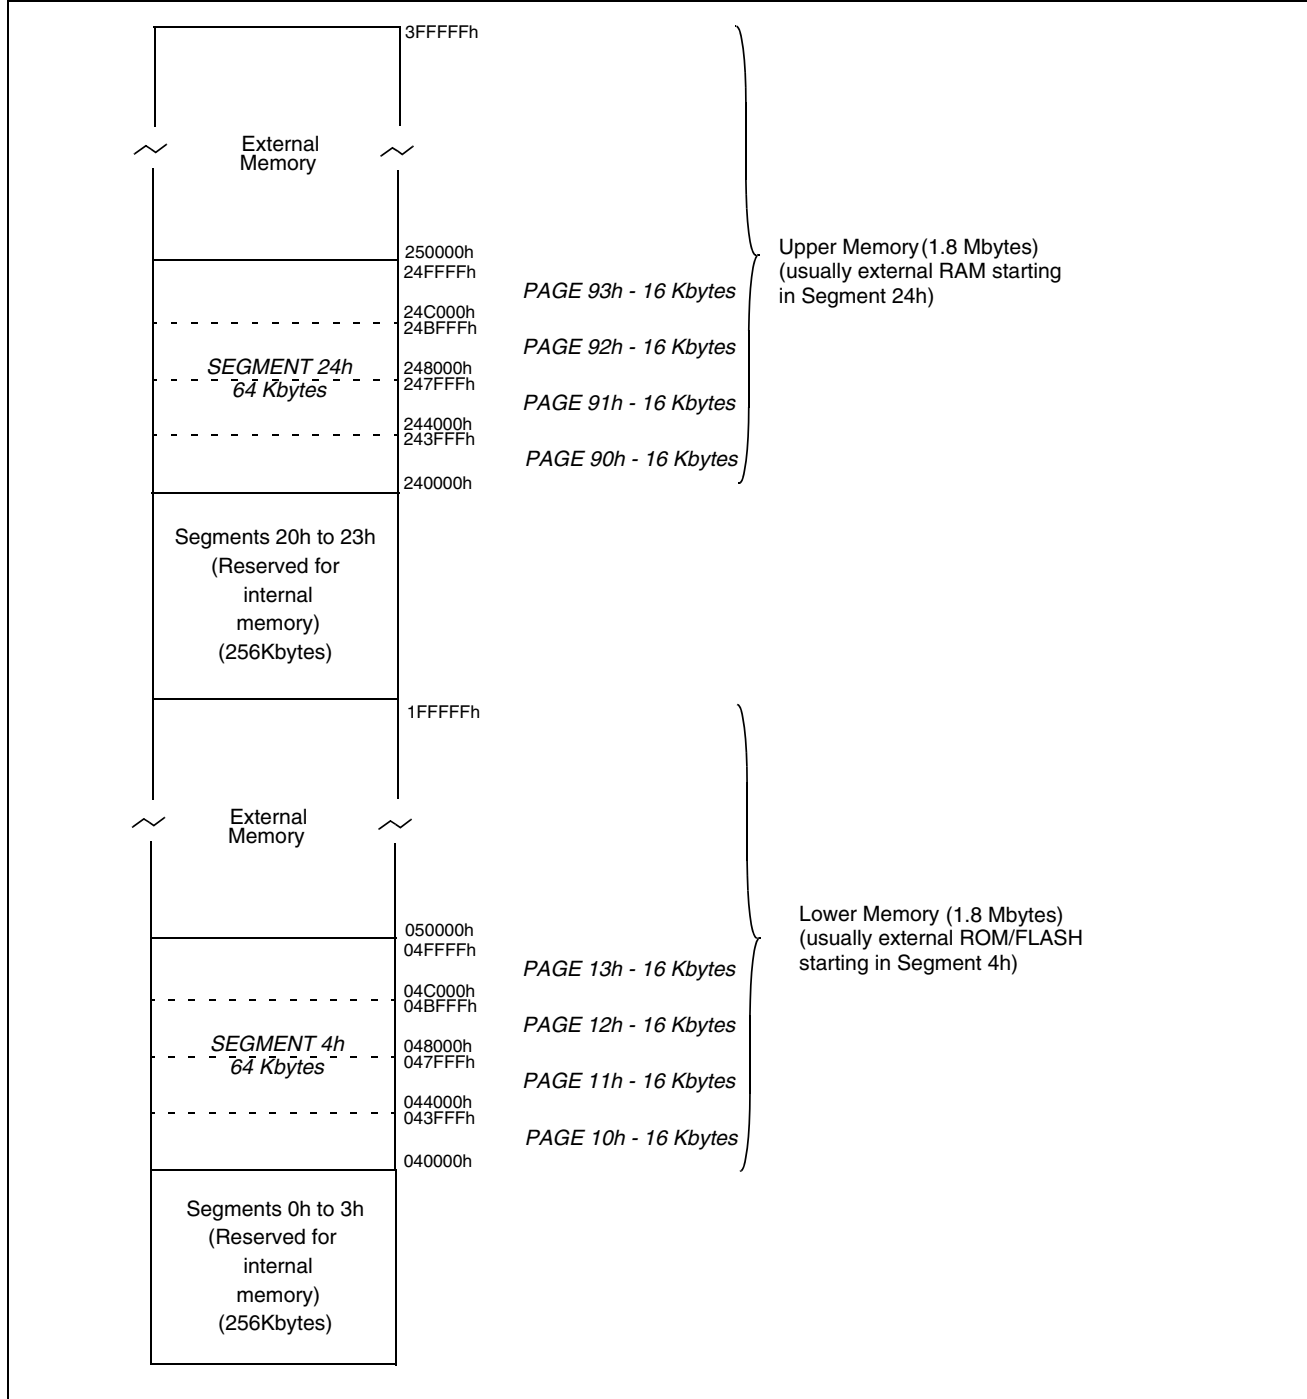 3FFFFFh
External
Memory
250000h
24FFFFh
PAGE 93h - 16 Kbytes
24C000h
24BFFFh
PAGE 92h - 16 Kbytes
SEGMENT 24h
64 Kbytes
248000h
247FFFh
PAGE 91h - 16 Kbytes
244000h
243FFFh
PAGE 90h - 16 Kbytes
240000h
Upper Memory (1.8 Mbytes)
(usually external RAM starting
in Segment 24h)
Segments 20h to 23h
(Reserved for
internal
memory)
(256Kbytes)
1FFFFFh
External
Memory
050000h
04FFFFh
PAGE 13h - 16 Kbytes
04C000h
04BFFFh
PAGE 12h - 16 Kbytes
SEGMENT 4h
64 Kbytes
048000h
047FFFh
PAGE 11h - 16 Kbytes
044000h
043FFFh
PAGE 10h - 16 Kbytes
040000h
Lower Memory (1.8 Mbytes)
(usually external ROM/FLASH
starting in Segment 4h)
Segments 0h to 3h
(Reserved for
internal
memory)
(256Kbytes)